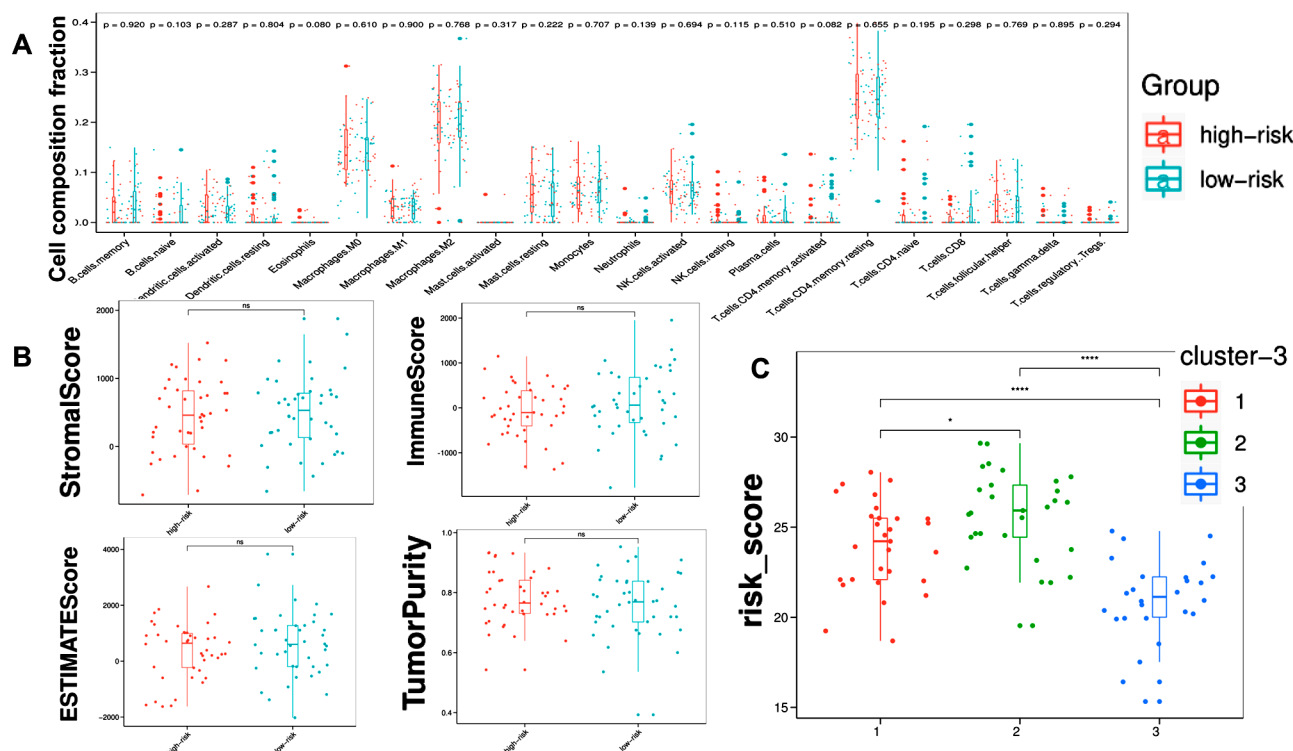 A
Cell composition fraction
0.4
0.3
0.2
0.1
0.0
p = 0.920 p = 0.103 p = 0.287 p = 0.804 p = 0.080 p = 0.610 p = 0.900 p = 0.768 p = 0.317 p = 0.222 p = 0.707 p = 0.139 p = 0.694 p = 0.115 p = 0.510 p = 0.082 p = 0.655 p = 0.195 p = 0.298 p = 0.769 p = 0.895 p = 0.294
B.cells.memory
B.cells.naive
Dendritic.cells.activated
Dendritic.cells.resting
Eosinophils
Macrophages.M0
Macrophages.M1
Macrophages.M2
Mast.cells.activated
Mast.cells.resting
Monocytes
Neutrophils
NK.cells.activated
NK.cells.resting
Plasma.cells
T.cells.CD4.memory.activated
T.cells.CD4.memory.resting
T.cells.CD4.naive
T.cells.CD8
T.cells.follicular.helper
T.cells.gamma.delta
T.cells.regulatory..Tregs.
Group
a high-risk
a low-risk
B
StromalScore
2000
1000
0
ns
high-risk
low-risk
ImmuneScore
2000
1000
0
-1000
ns
high-risk
low-risk
ESTIMATEScore
4000
2000
0
-2000
ns
high-risk
low-risk
TumorPurity
1.0
0.8
0.6
0.4
ns
high-risk
low-risk
C
risk_score
30
25
20
15
****
****
*
1
2
3
cluster-3
1
2
3